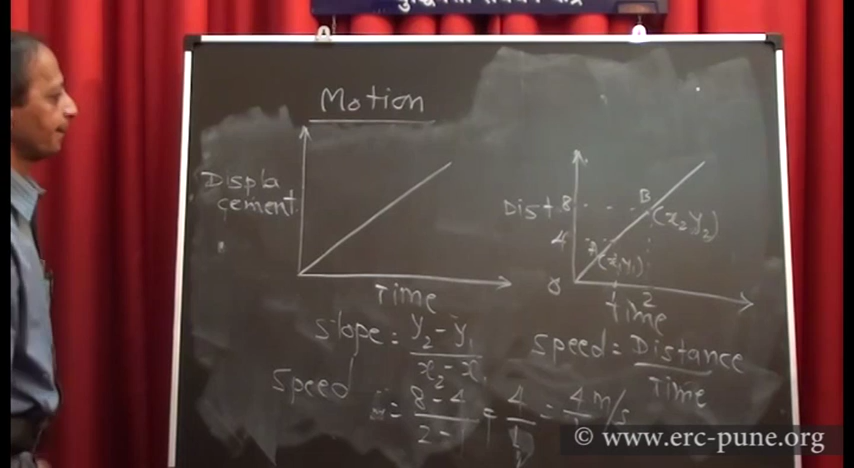 Motion
Displa
cement
Time
Dist.
8
4
0
A
(x1,y1)
B
(x2,y2)
1
2
Time
Slope = y2 - y1 / x2 - x1
Speed = Distance / Time
Speed
= 8-4 / 2-1 = 4 / 1 = 4 m/s
© www.erc-pune.org